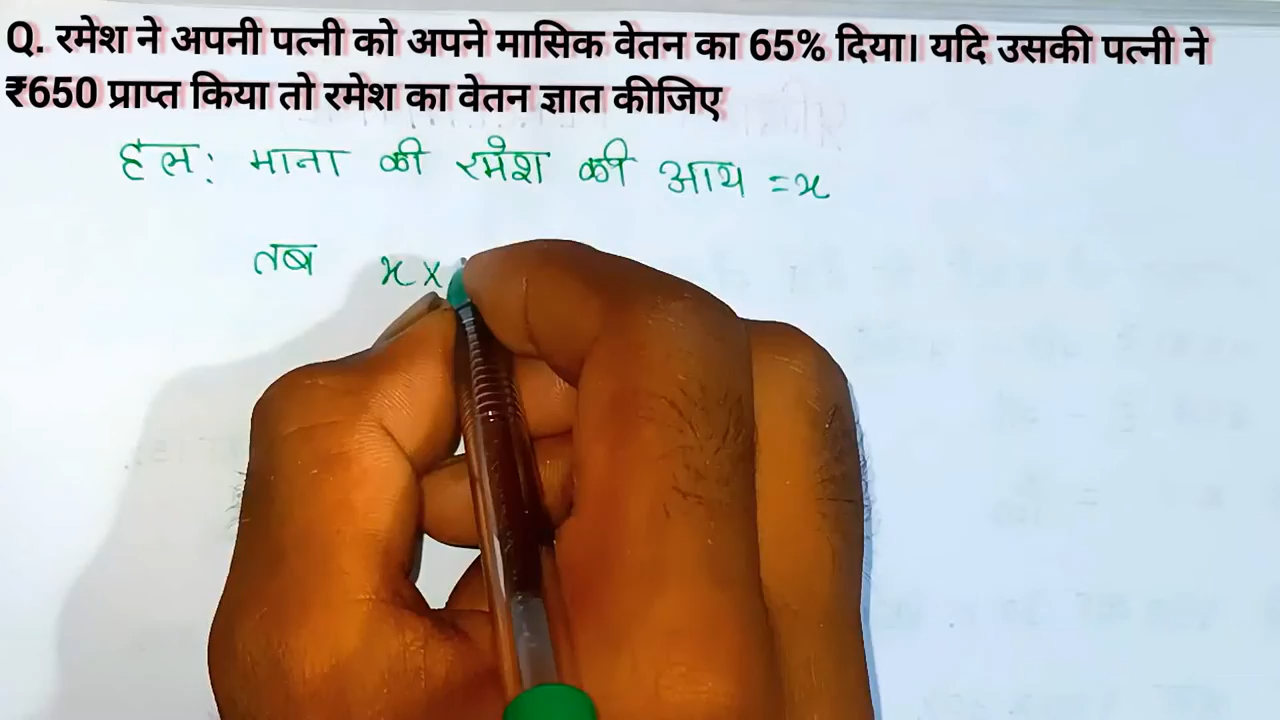 Q. रमेश ने अपनी पत्नी को अपने मासिक वेतन का 65% दिया। यदि उसकी पत्नी ने
₹650 प्राप्त किया तो रमेश का वेतन ज्ञात कीजिए
हल: माना की रमेश की आय = x
तब x ×